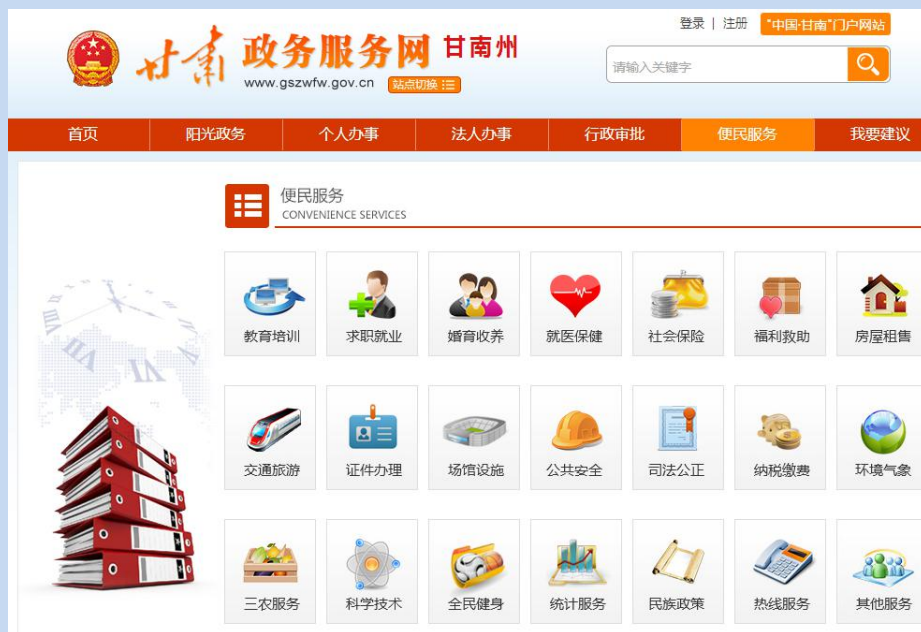 登录 | 注册 "中国·甘南"门户网站
甘肃 政务服务网 甘南州
www.gszwfw.gov.cn 站点切换
请输入关键字
首页 阳光政务 个人办事 法人办事 行政审批 便民服务 我要建议
便民服务
CONVENIENCE SERVICES
教育培训 求职就业 婚育收养 就医保健 社会保险 福利救助 房屋租售
交通旅游 证件办理 场馆设施 公共安全 司法公正 纳税缴费 环境气象
三农服务 科学技术 全民健身 统计服务 民族政策 热线服务 其他服务